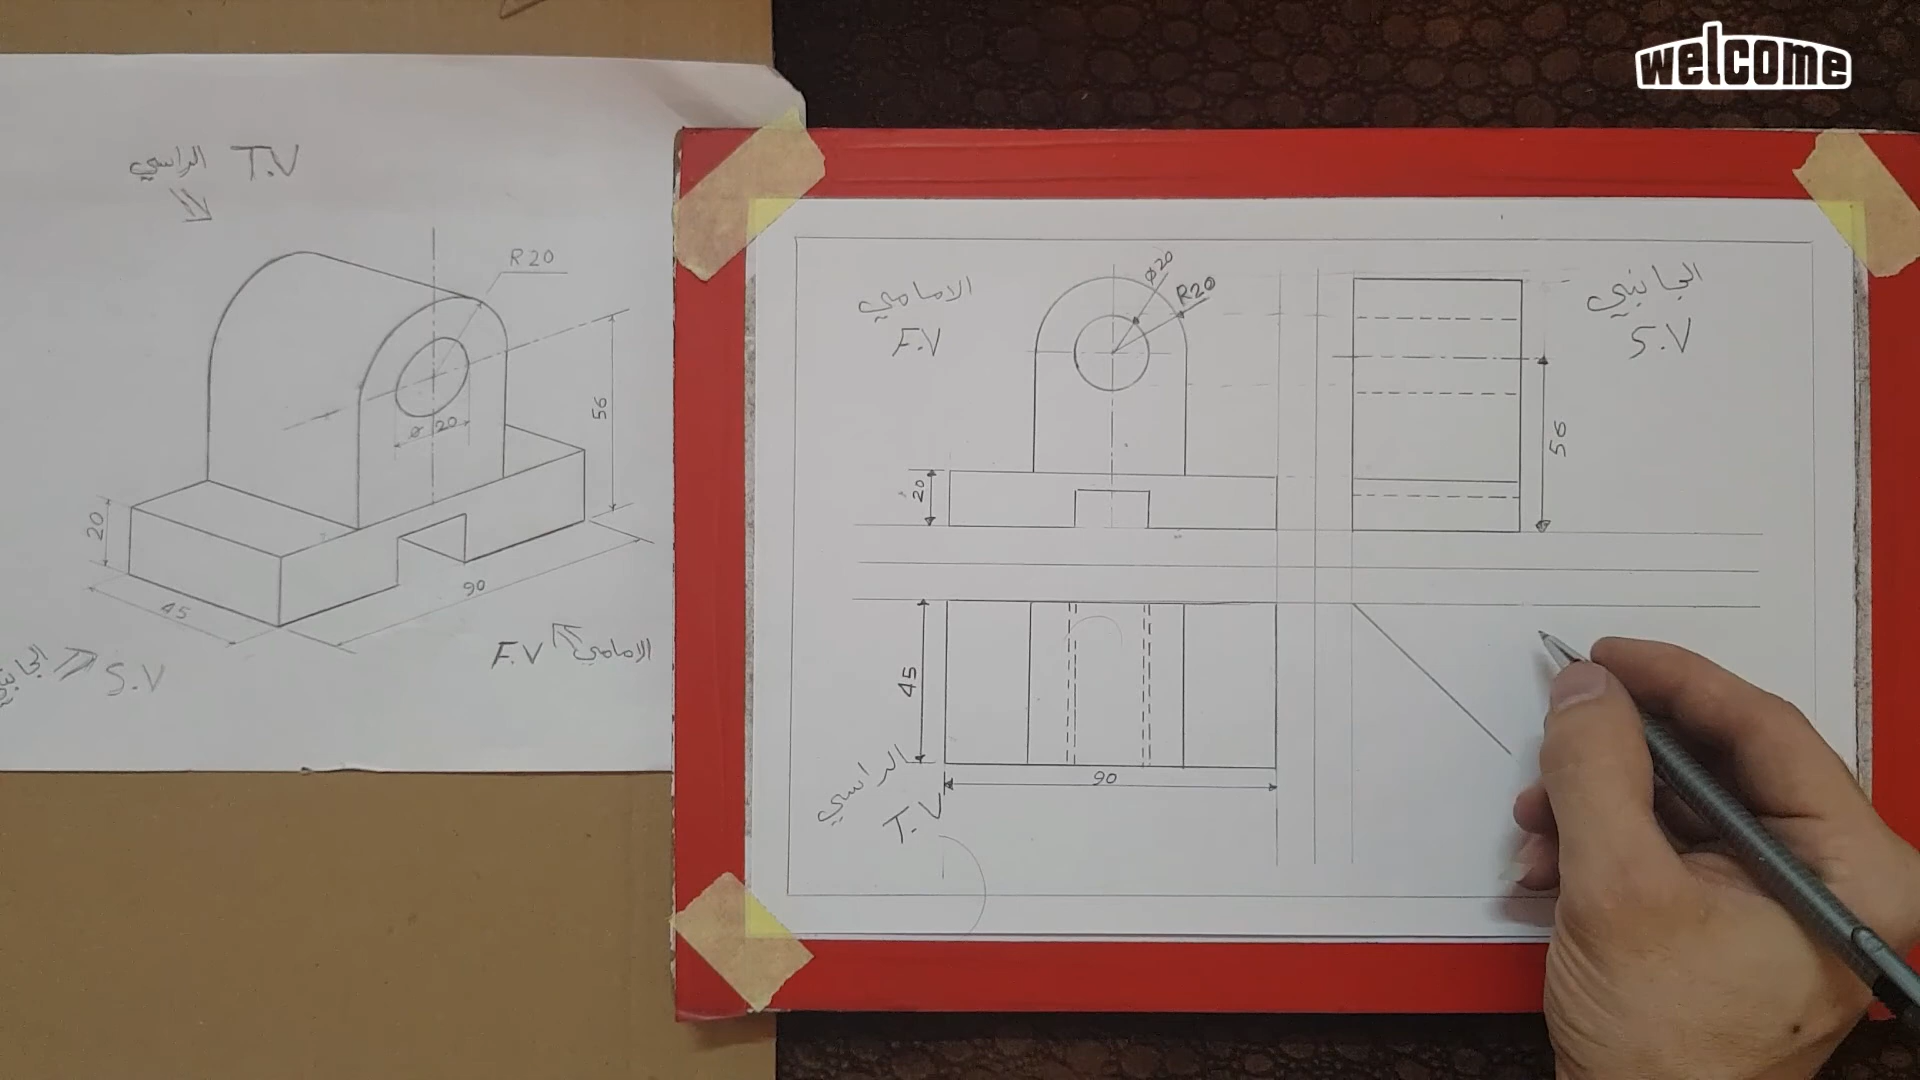 welcome
الراسي T.V
R20
56
ø 20
20
45
90
F.V الامامي
الجانبي S.V
الامامي
F.V
ø20
R20
الجانبي
S.V
20
56
45
90
الراسي
T.V